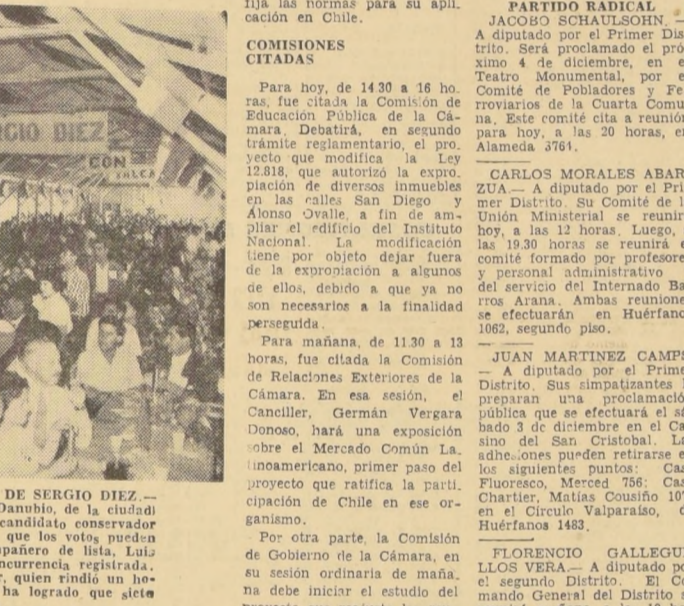 RGIO DIEZ
CON
TALCA
DE SERGIO DIEZ.—
Danubio, de la ciudad
candidato conservador
que los votos pueden
pañero de lista, Luis
ncurrencia registrada.
r, quien rindió un ho-
ha logrado que siete
fija las normas para su apli.
cación en Chile.
COMISIONES
CITADAS
Para hoy, de 14.30 a 16 ho.
ras, fue citada la Comisión de
Educación Pública de la Cá-
mara. Debatirá, en segundo
trámite reglamentario, el pro.
yecto que modifica la Ley
12.818, que autorizó la expro.
piación de diversos inmuebles
en las calles San Diego y
Alonso Ovalle, a fin de am-
pliar el edificio del Instituto
Nacional. La modificación
tiene por objeto dejar fuera
de la expropiación a algunos
de ellos, debido a que ya no
son necesarios a la finalidad
perseguida.
Para mañana, de 11.30 a 13
horas, fue citada la Comisión
de Relaciones Exteriores de la
Cámara. En esa sesión, el
Canciller, Germán Vergara
Donoso, hará una exposición
sobre el Mercado Común La.
tinoamericano, primer paso del
proyecto que ratifica la parti.
cipación de Chile en ese or-
ganismo.
Por otra parte, la Comisión
de Gobierno de la Cámara, en
su sesión ordinaria de maña.
na debe iniciar el estudio del
PARTIDO RADICAL
JACOBO SCHAULSOHN. —
A diputado por el Primer Dis
trito. Será proclamado el pró
ximo 4 de diciembre, en e
Teatro Monumental, por e
Comité de Pobladores y Fe
rroviarios de la Cuarta Comu
na. Este comité cita a reunión
para hoy, a las 20 horas, en
Alameda 3761.
CARLOS MORALES ABAR
ZUA.— A diputado por el Pri
mer Distrito. Su Comité de l
Unión Ministerial se reunir
hoy, a las 12 horas. Luego,
las 19.30 horas se reunirá e
comité formado por profesore
y personal administrativo
del servicio del Internado Ba
rros Arana. Ambas reunione
se efectuarán en Huérfano
1062, segundo piso.
JUAN MARTINEZ CAMPS
— A diputado por el Prime
Distrito. Sus simpatizantes l
preparan una proclamació
pública que se efectuará el sá
bado 3 de diciembre en el Ca
sino del San Cristobal. La
adhesiones pueden retirarse e
los siguientes puntos: Cas
Fluoresco, Merced 756; Cas
Chartier, Matías Cousiño 10
en el Círculo Valparaíso, d
Huérfanos 1483.
FLORENCIO GALLEGUI
LLOS VERA.— A diputado po
el segundo Distrito. El Co
mando General del Distrito s